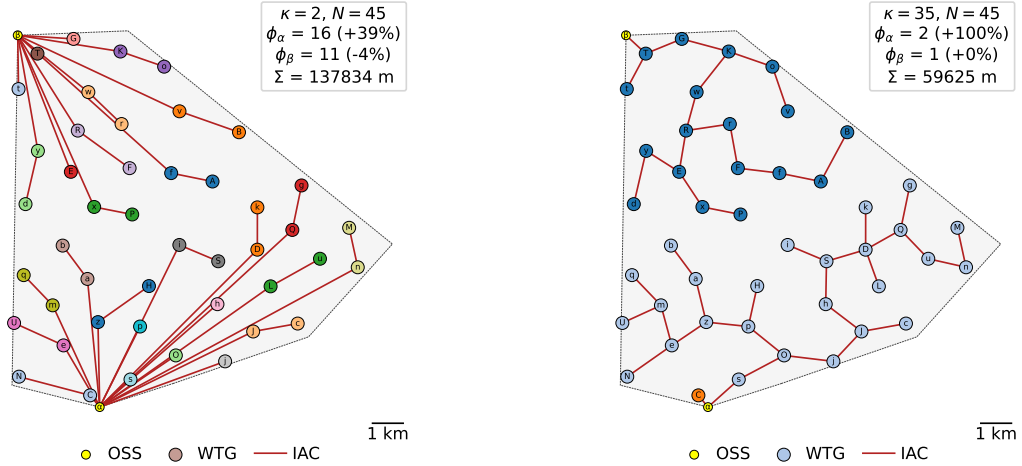 κ = 2, N = 45
ϕα = 16 (+39%)
ϕβ = 11 (-4%)
Σ = 137834 m
β
G
T
K
o
t
w
v
r
B
R
y
F
E
f
A
d
x
P
q
k
M
Q
b
i
D
S
u
n
q
a
H
L
m
h
U
z
p
J
c
e
O
j
N
s
C
α
1 km
OSS
WTG
IAC
κ = 35, N = 45
ϕα = 2 (+100%)
ϕβ = 1 (+0%)
Σ = 59625 m
β
G
T
K
o
t
w
v
r
B
R
y
F
E
f
A
d
x
P
g
k
M
Q
b
i
D
S
u
n
q
a
H
L
m
h
U
z
p
J
c
e
O
j
N
s
C
α
1 km
OSS
WTG
IAC